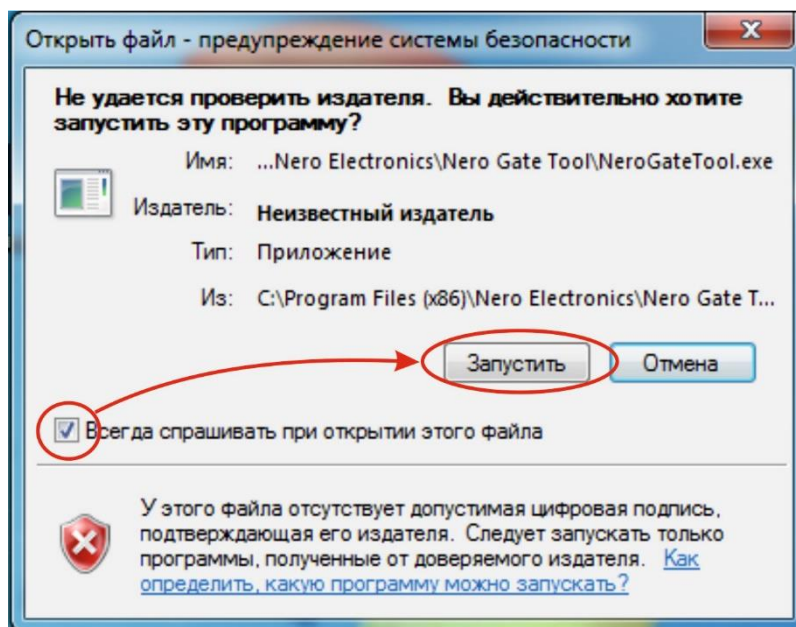 Открыть файл - предупреждение системы безопасности
Не удается проверить издателя. Вы действительно хотите
запустить эту программу?
Имя: ...Nero Electronics\Nero Gate Tool\NeroGateTool.exe
Издатель: Неизвестный издатель
Тип: Приложение
Из: C:\Program Files (x86)\Nero Electronics\Nero Gate T...
Запустить Отмена
Всегда спрашивать при открытии этого файла
У этого файла отсутствует допустимая цифровая подпись,
подтверждающая его издателя. Следует запускать только
программы, полученные от доверяемого издателя. Как
определить, какую программу можно запускать?